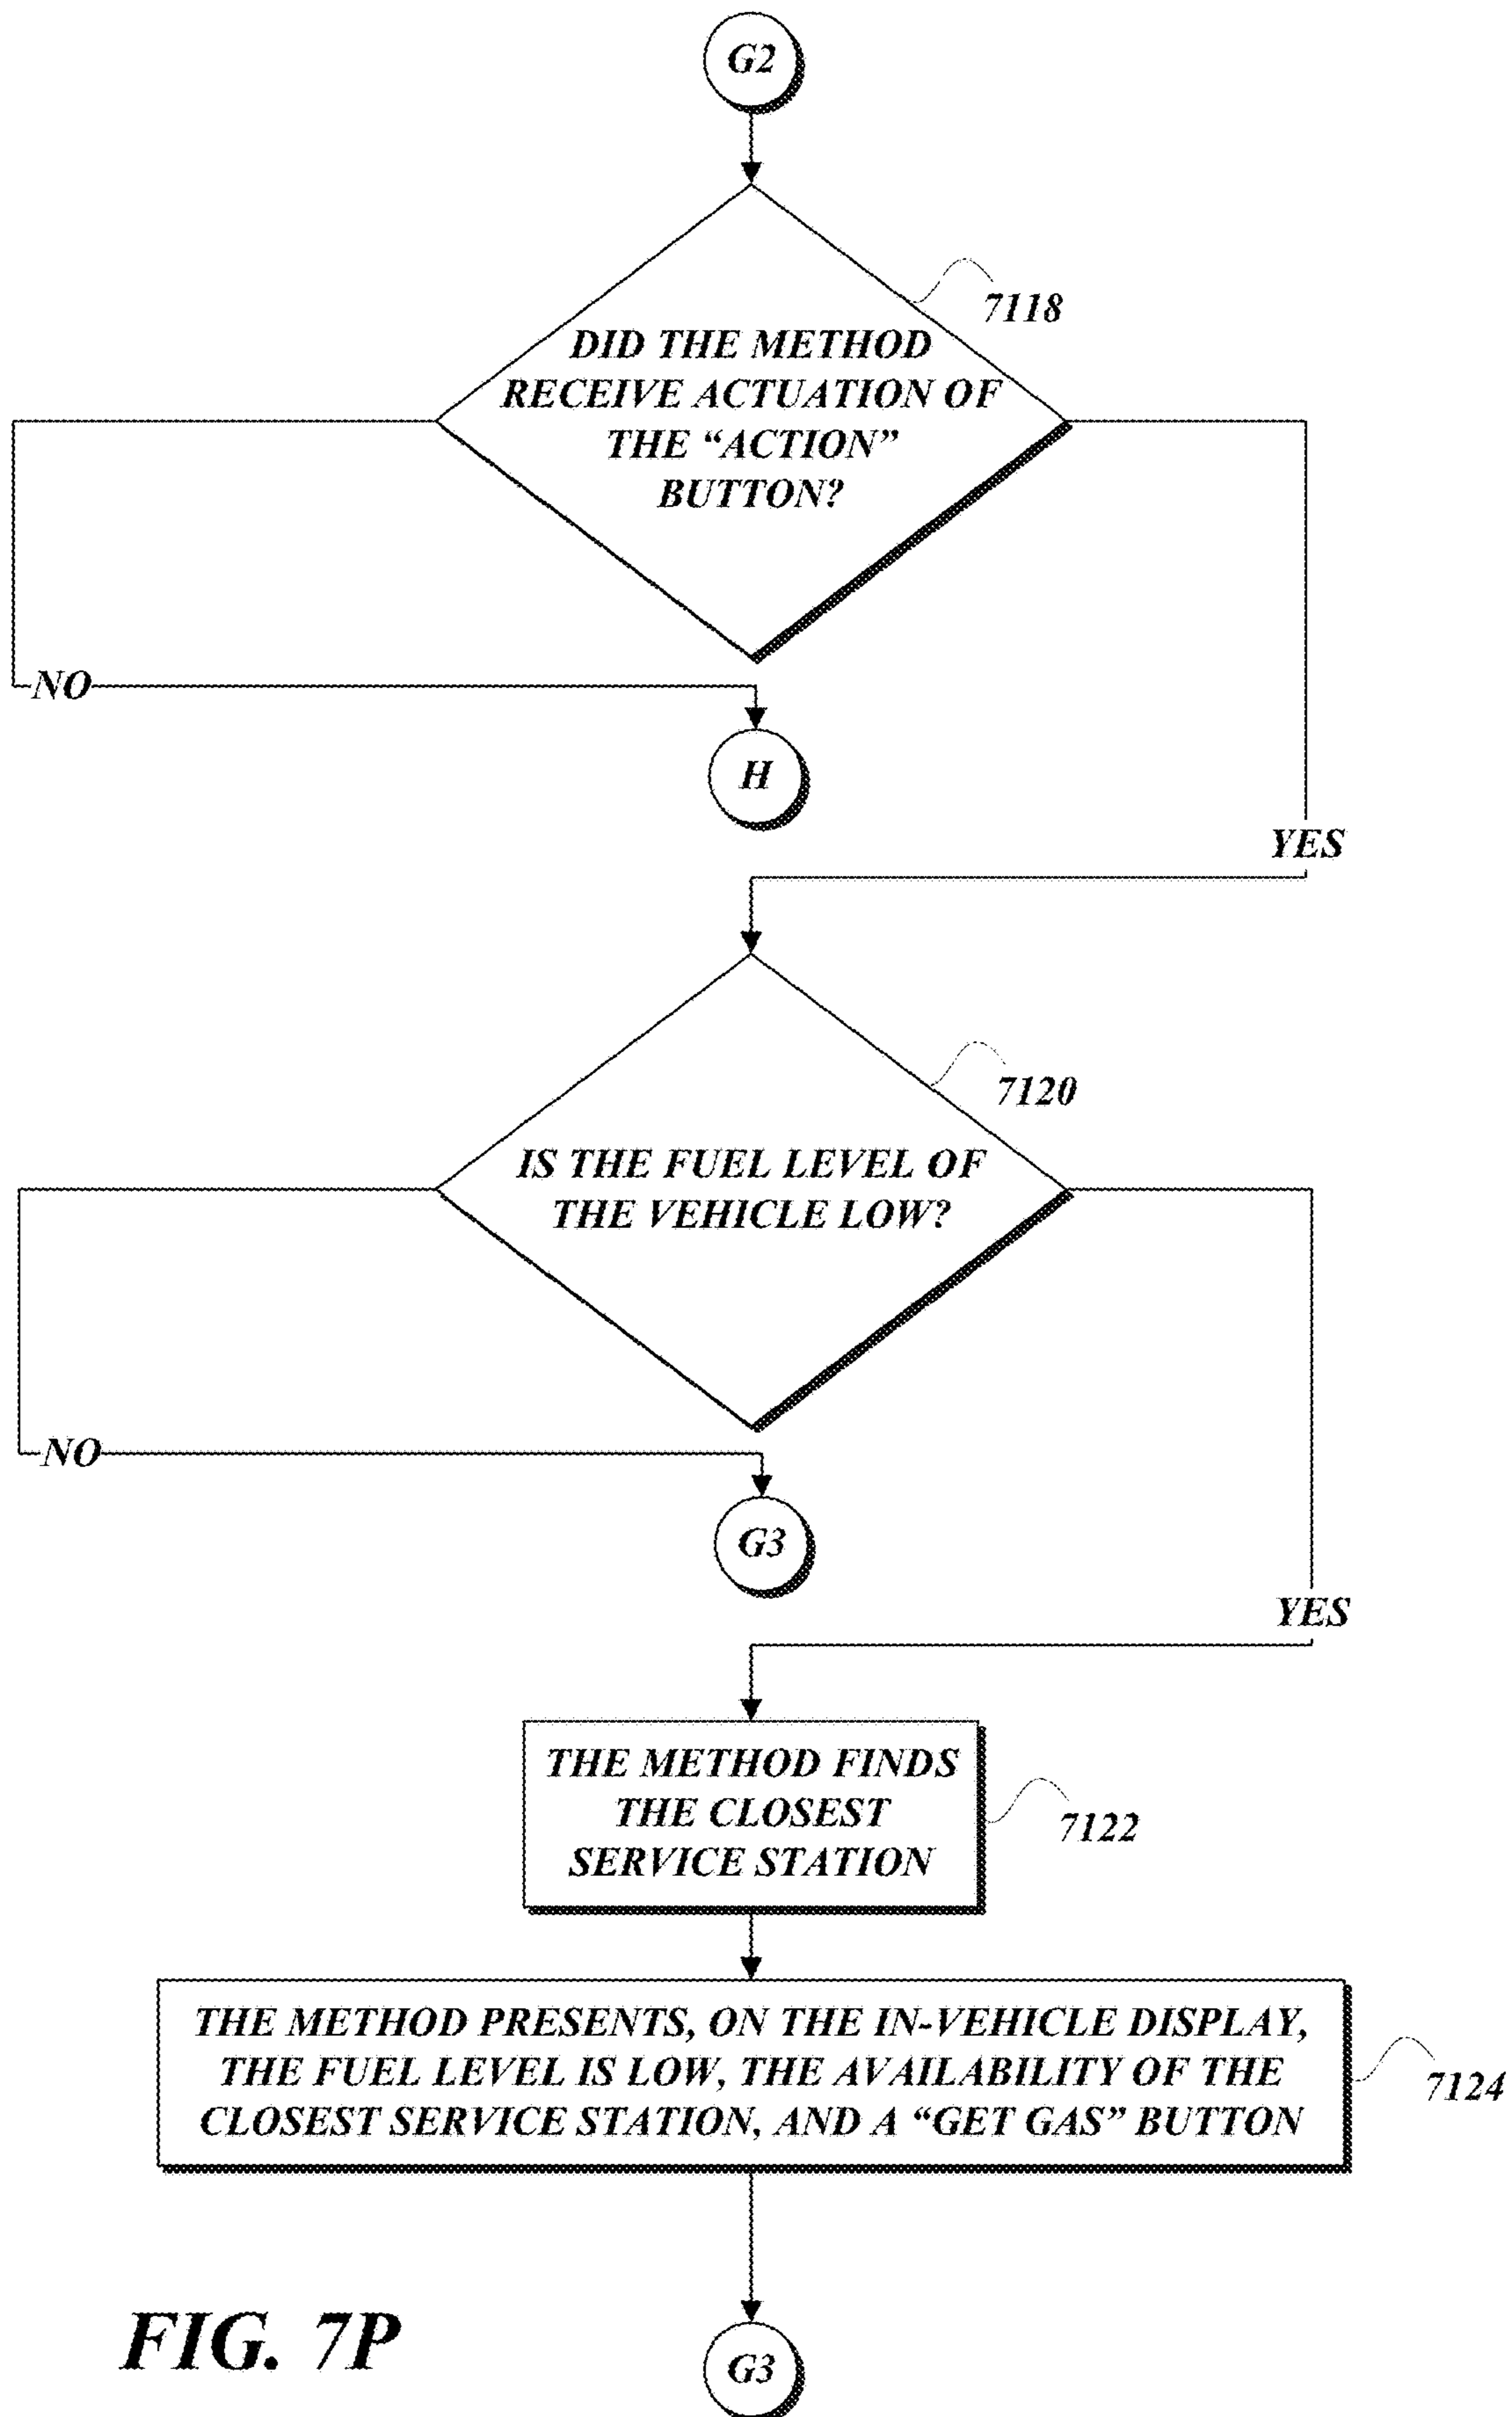 G2
7118
DID THE METHOD
RECEIVE ACTUATION OF
THE “ACTION”
BUTTON?
NO
H
YES
7120
IS THE FUEL LEVEL OF
THE VEHICLE LOW?
NO
G3
YES
THE METHOD FINDS
THE CLOSEST
SERVICE STATION
7122
THE METHOD PRESENTS, ON THE IN-VEHICLE DISPLAY,
THE FUEL LEVEL IS LOW, THE AVAILABILITY OF THE
CLOSEST SERVICE STATION, AND A “GET GAS” BUTTON
7124
FIG. 7P
G3